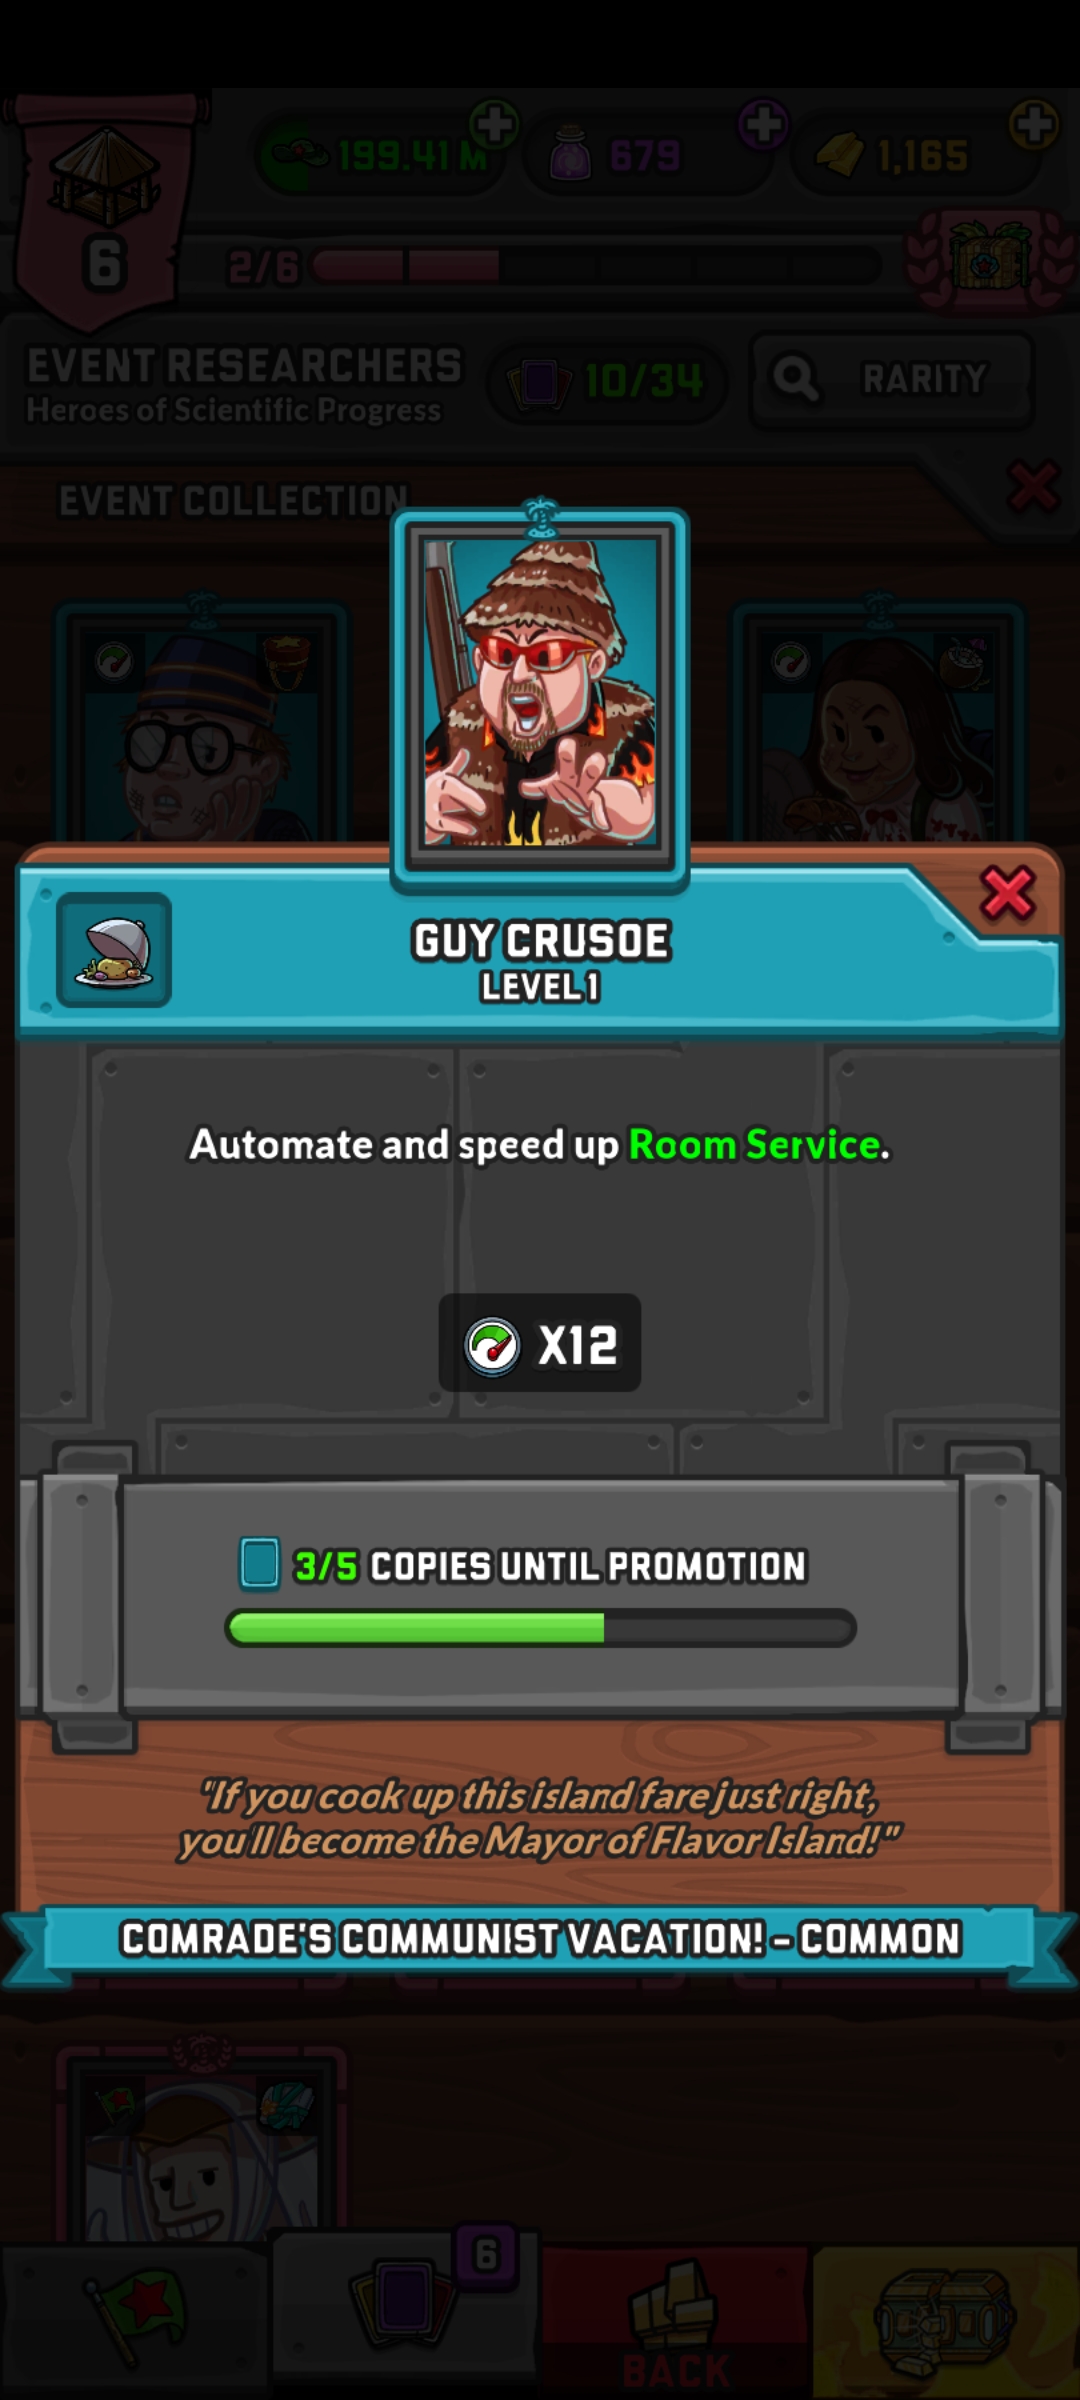 199.41 M
679
1,165
6
2/6
EVENT RESEARCHERS
Heroes of Scientific Progress
10/34
RARITY
EVENT COLLECTION
GUY CRUSOE
LEVEL 1
Automate and speed up Room Service.
X12
3/5 COPIES UNTIL PROMOTION
"If you cook up this island fare just right,
you'll become the Mayor of Flavor Island!"
COMRADE'S COMMUNIST VACATION! - COMMON
6
BACK